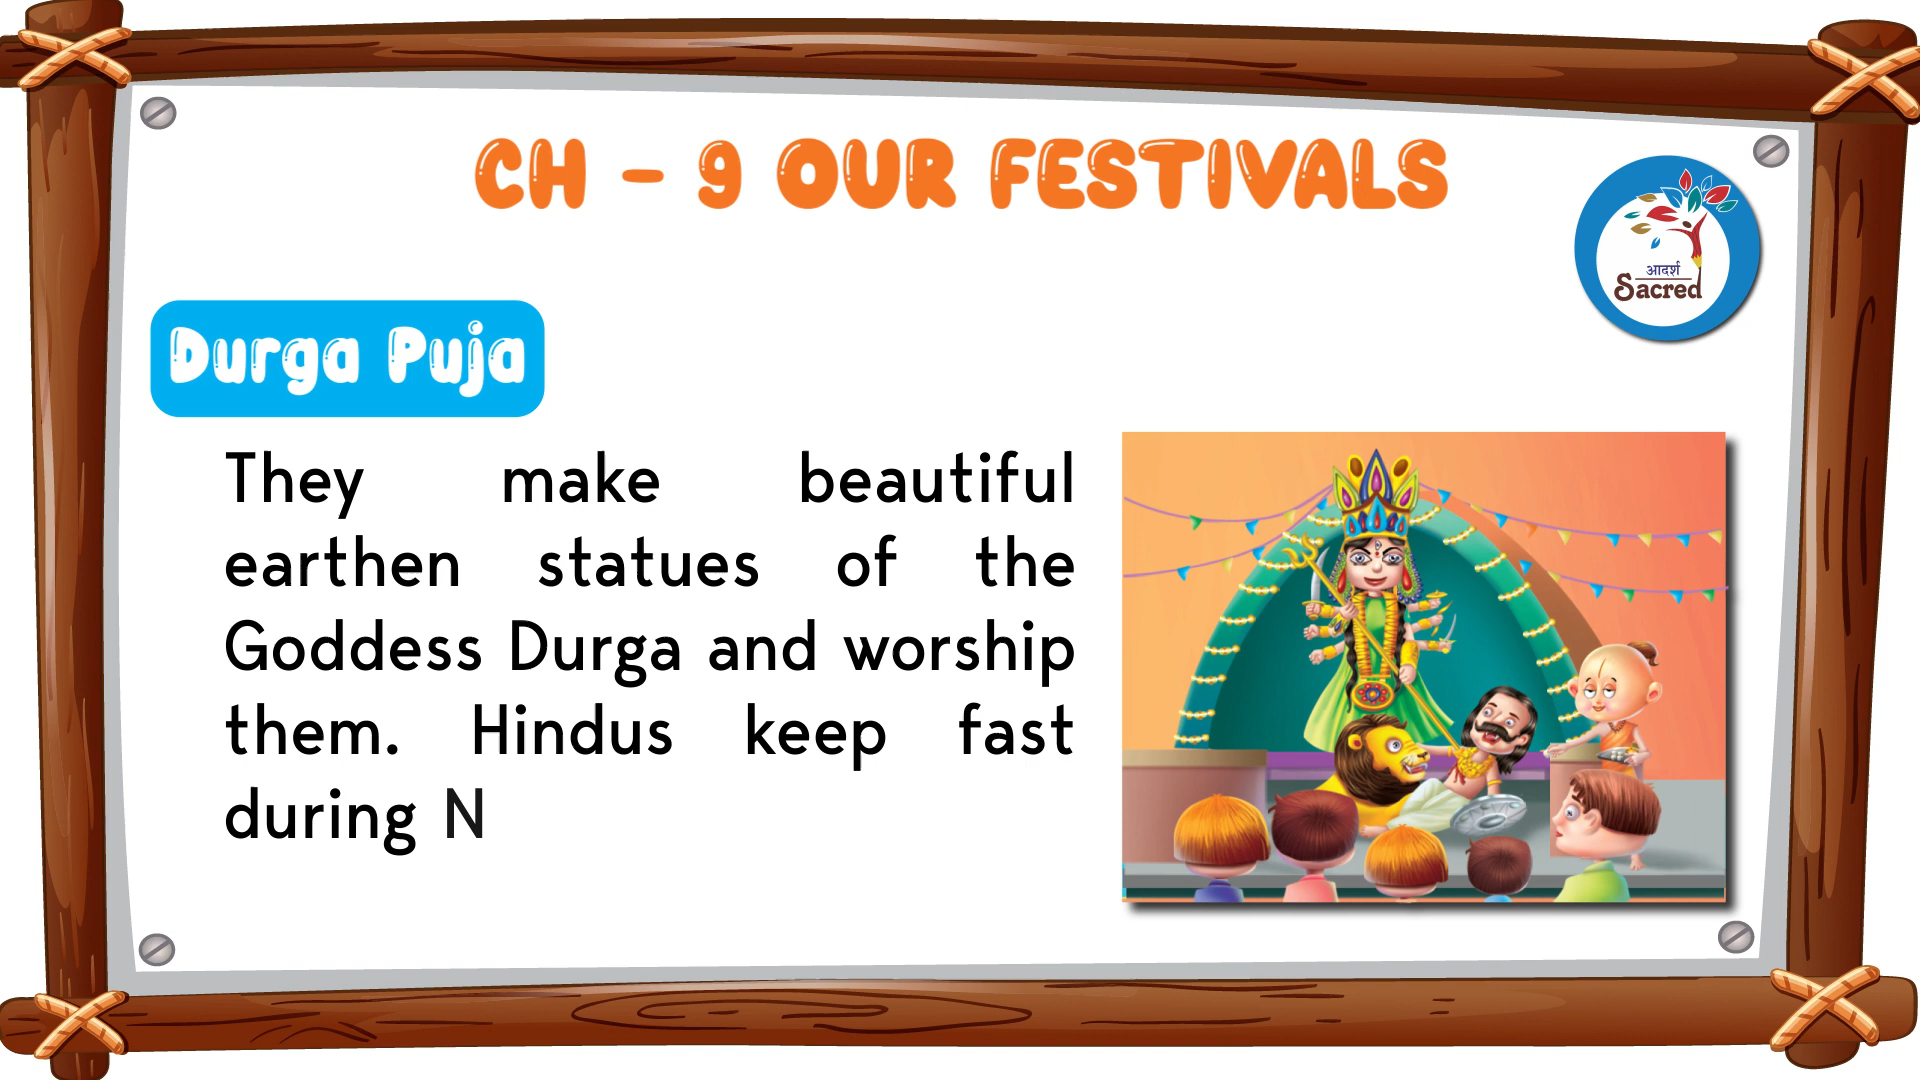 CH - 9 OUR FESTIVALS
आदर्श
Sacred
Durga Puja
They make beautiful
earthen statues of the
Goddess Durga and worship
them. Hindus keep fast
during N